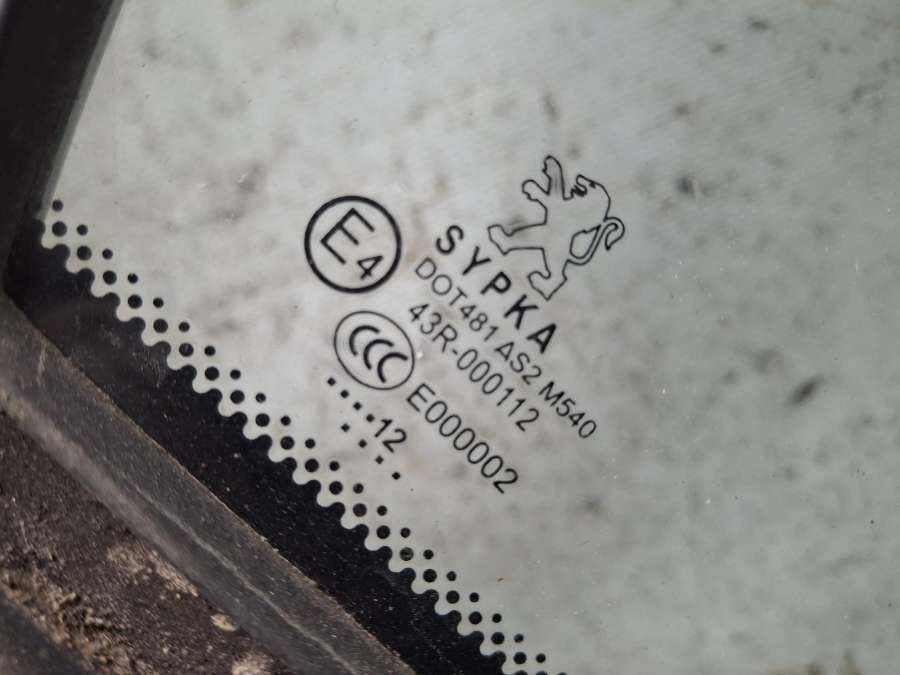 E4
SYPKA
DOT481 AS2 M540
43R-000112
CCC
E000002
....12